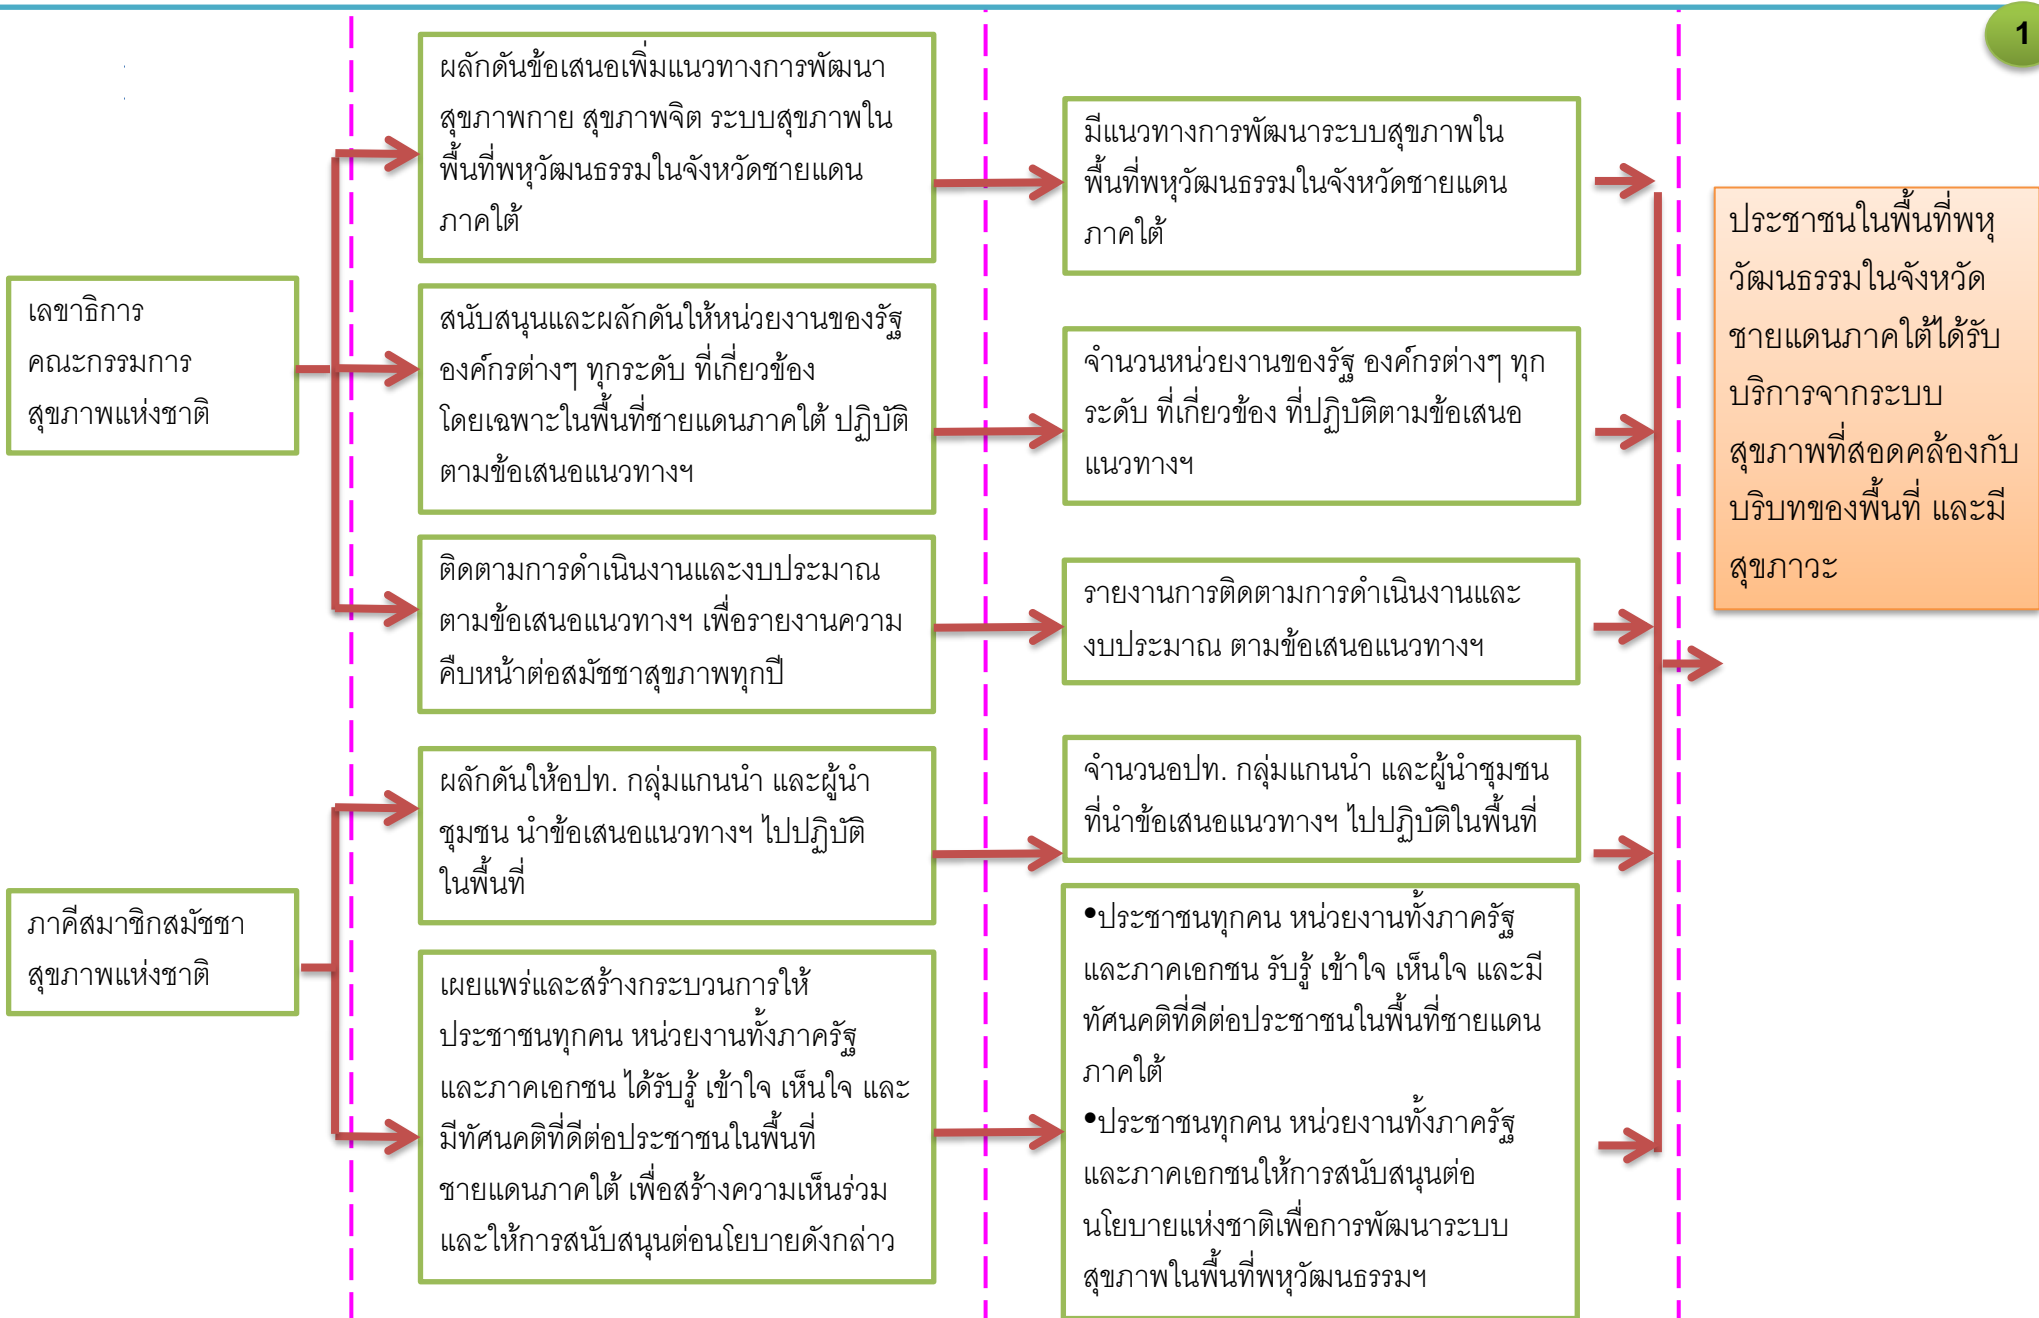 1
เลขาธิการ
คณะกรรมการ
สุขภาพแห่งชาติ
ภาคีสมาชิกสมัชชา
สุขภาพแห่งชาติ
ผลักดันข้อเสนอเพิ่มแนวทางการพัฒนา
สุขภาพกาย สุขภาพจิต ระบบสุขภาพใน
พื้นที่พหุวัฒนธรรมในจังหวัดชายแดน
ภาคใต้
สนับสนุนและผลักดันให้หน่วยงานของรัฐ
องค์กรต่างๆ ทุกระดับ ที่เกี่ยวข้อง
โดยเฉพาะในพื้นที่ชายแดนภาคใต้ ปฏิบัติ
ตามข้อเสนอแนวทางฯ
ติดตามการดำเนินงานและงบประมาณ
ตามข้อเสนอแนวทางฯ เพื่อรายงานความ
คืบหน้าต่อสมัชชาสุขภาพทุกปี
ผลักดันให้อปท. กลุ่มแกนนำ และผู้นำ
ชุมชน นำข้อเสนอแนวทางฯ ไปปฏิบัติ
ในพื้นที่
เผยแพร่และสร้างกระบวนการให้
ประชาชนทุกคน หน่วยงานทั้งภาครัฐ
และภาคเอกชน ได้รับรู้ เข้าใจ เห็นใจ และ
มีทัศนคติที่ดีต่อประชาชนในพื้นที่
ชายแดนภาคใต้ เพื่อสร้างความเห็นร่วม
และให้การสนับสนุนต่อนโยบายดังกล่าว
มีแนวทางการพัฒนาระบบสุขภาพใน
พื้นที่พหุวัฒนธรรมในจังหวัดชายแดน
ภาคใต้
จำนวนหน่วยงานของรัฐ องค์กรต่างๆ ทุก
ระดับ ที่เกี่ยวข้อง ที่ปฏิบัติตามข้อเสนอ
แนวทางฯ
รายงานการติดตามการดำเนินงานและ
งบประมาณ ตามข้อเสนอแนวทางฯ
จำนวนอปท. กลุ่มแกนนำ และผู้นำชุมชน
ที่นำข้อเสนอแนวทางฯ ไปปฏิบัติในพื้นที่
•ประชาชนทุกคน หน่วยงานทั้งภาครัฐ
และภาคเอกชน รับรู้ เข้าใจ เห็นใจ และมี
ทัศนคติที่ดีต่อประชาชนในพื้นที่ชายแดน
ภาคใต้
•ประชาชนทุกคน หน่วยงานทั้งภาครัฐ
และภาคเอกชนให้การสนับสนุนต่อ
นโยบายแห่งชาติเพื่อการพัฒนาระบบ
สุขภาพในพื้นที่พหุวัฒนธรรมฯ
ประชาชนในพื้นที่พหุ
วัฒนธรรมในจังหวัด
ชายแดนภาคใต้ได้รับ
บริการจากระบบ
สุขภาพที่สอดคล้องกับ
บริบทของพื้นที่ และมี
สุขภาวะ